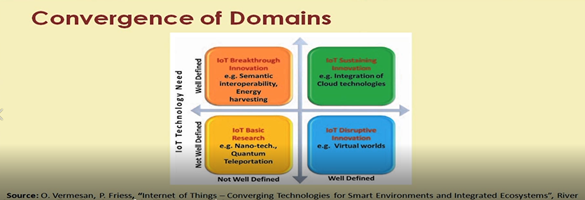 Convergence of Domains
IoT Technology Need
Well Defined
Not Well Defined
IoT Breakthrough
Innovation
e.g. Semantic
interoperability,
Energy
harvesting
IoT Sustaining
Innovation
e.g. Integration of
Cloud technologies
IoT Basic
Research
e.g. Nano-tech.,
Quantum
Teleportation
IoT Disruptive
Innovation
e.g. Virtual worlds
Not Well Defined
Well Defined
Source: O. Vermesan, P. Friess, “Internet of Things – Converging Technologies for Smart Environments and Integrated Ecosystems”, River